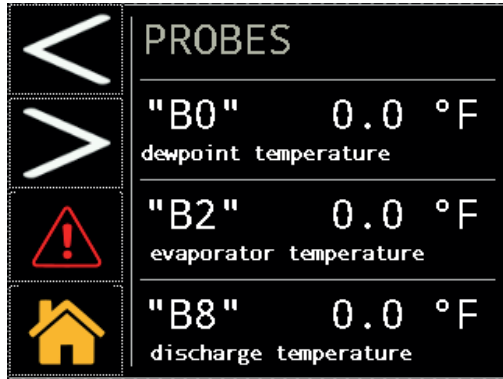 PROBES
"B0" 0.0 °F
dewpoint temperature
"B2" 0.0 °F
evaporator temperature
"B8" 0.0 °F
discharge temperature